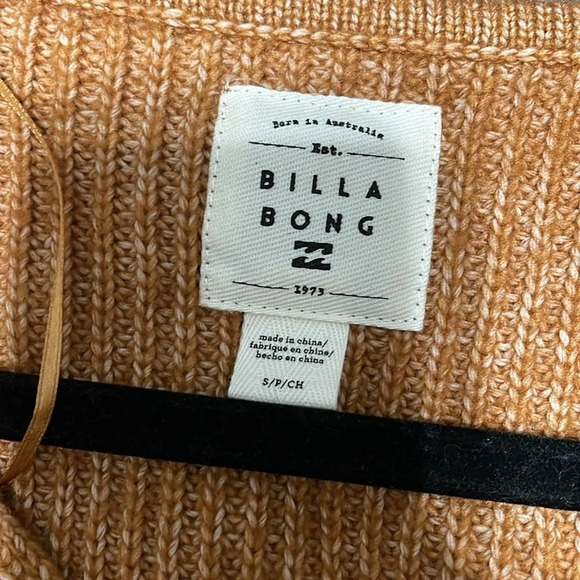 Born in Australia
Est.
BILLA
BONG
1973
made in china/
fabriqué en chine/
hecho en china
S/P/CH